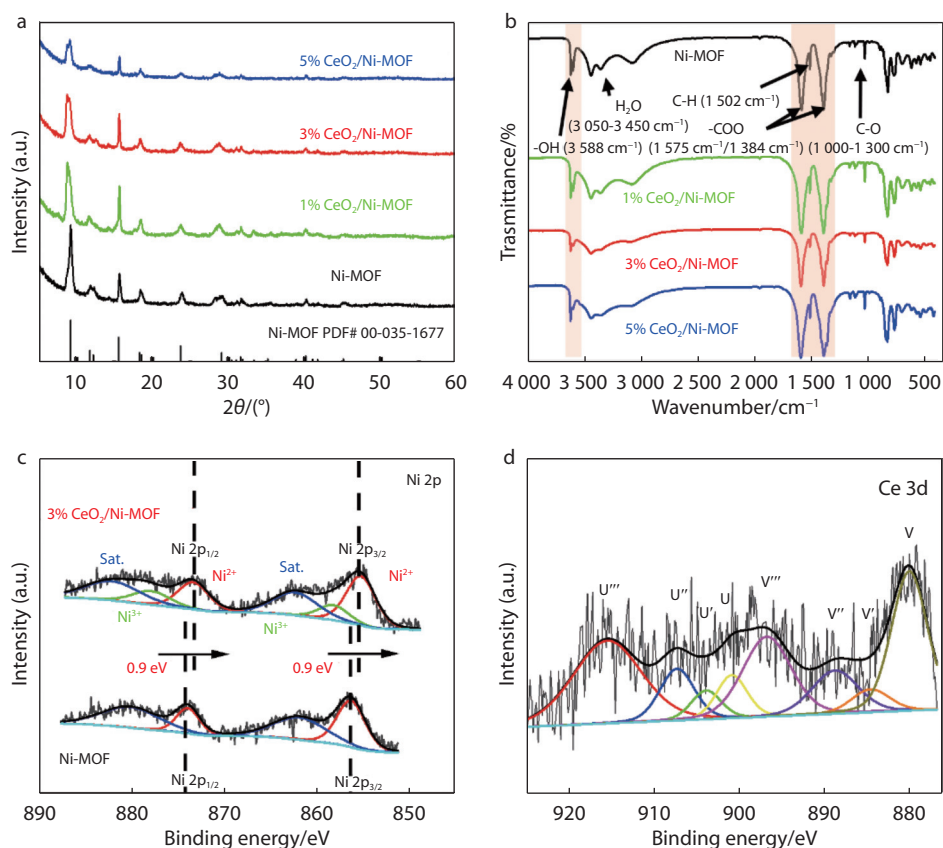 a
5% CeO₂/Ni-MOF
3% CeO₂/Ni-MOF
1% CeO₂/Ni-MOF
Ni-MOF
Ni-MOF PDF# 00-035-1677
Intensity (a.u.)
10 20 30 40 50 60
2θ/(°)
b
Ni-MOF
H₂O
(3 050-3 450 cm⁻¹)
C-H (1 502 cm⁻¹)
-COO
C-O
-OH (3 588 cm⁻¹) (1 575 cm⁻¹/1 384 cm⁻¹) (1 000-1 300 cm⁻¹)
1% CeO₂/Ni-MOF
3% CeO₂/Ni-MOF
5% CeO₂/Ni-MOF
Trasmittance/%
4 000 3 500 3 000 2 500 2 000 1 500 1 000 500
Wavenumber/cm⁻¹
c
Ni 2p
3% CeO₂/Ni-MOF
Ni 2p₁/₂
Ni 2p₃/₂
Sat.
Ni²⁺
Sat.
Ni²⁺
Ni³⁺
Ni³⁺
0.9 eV
0.9 eV
Ni-MOF
Ni 2p₁/₂
Ni 2p₃/₂
Intensity (a.u.)
890 880 870 860 850
Binding energy/eV
d
Ce 3d
V
U‴
U″
U′
U
V‴
V″
V′
Intensity (a.u.)
920 910 900 890 880
Binding energy/eV